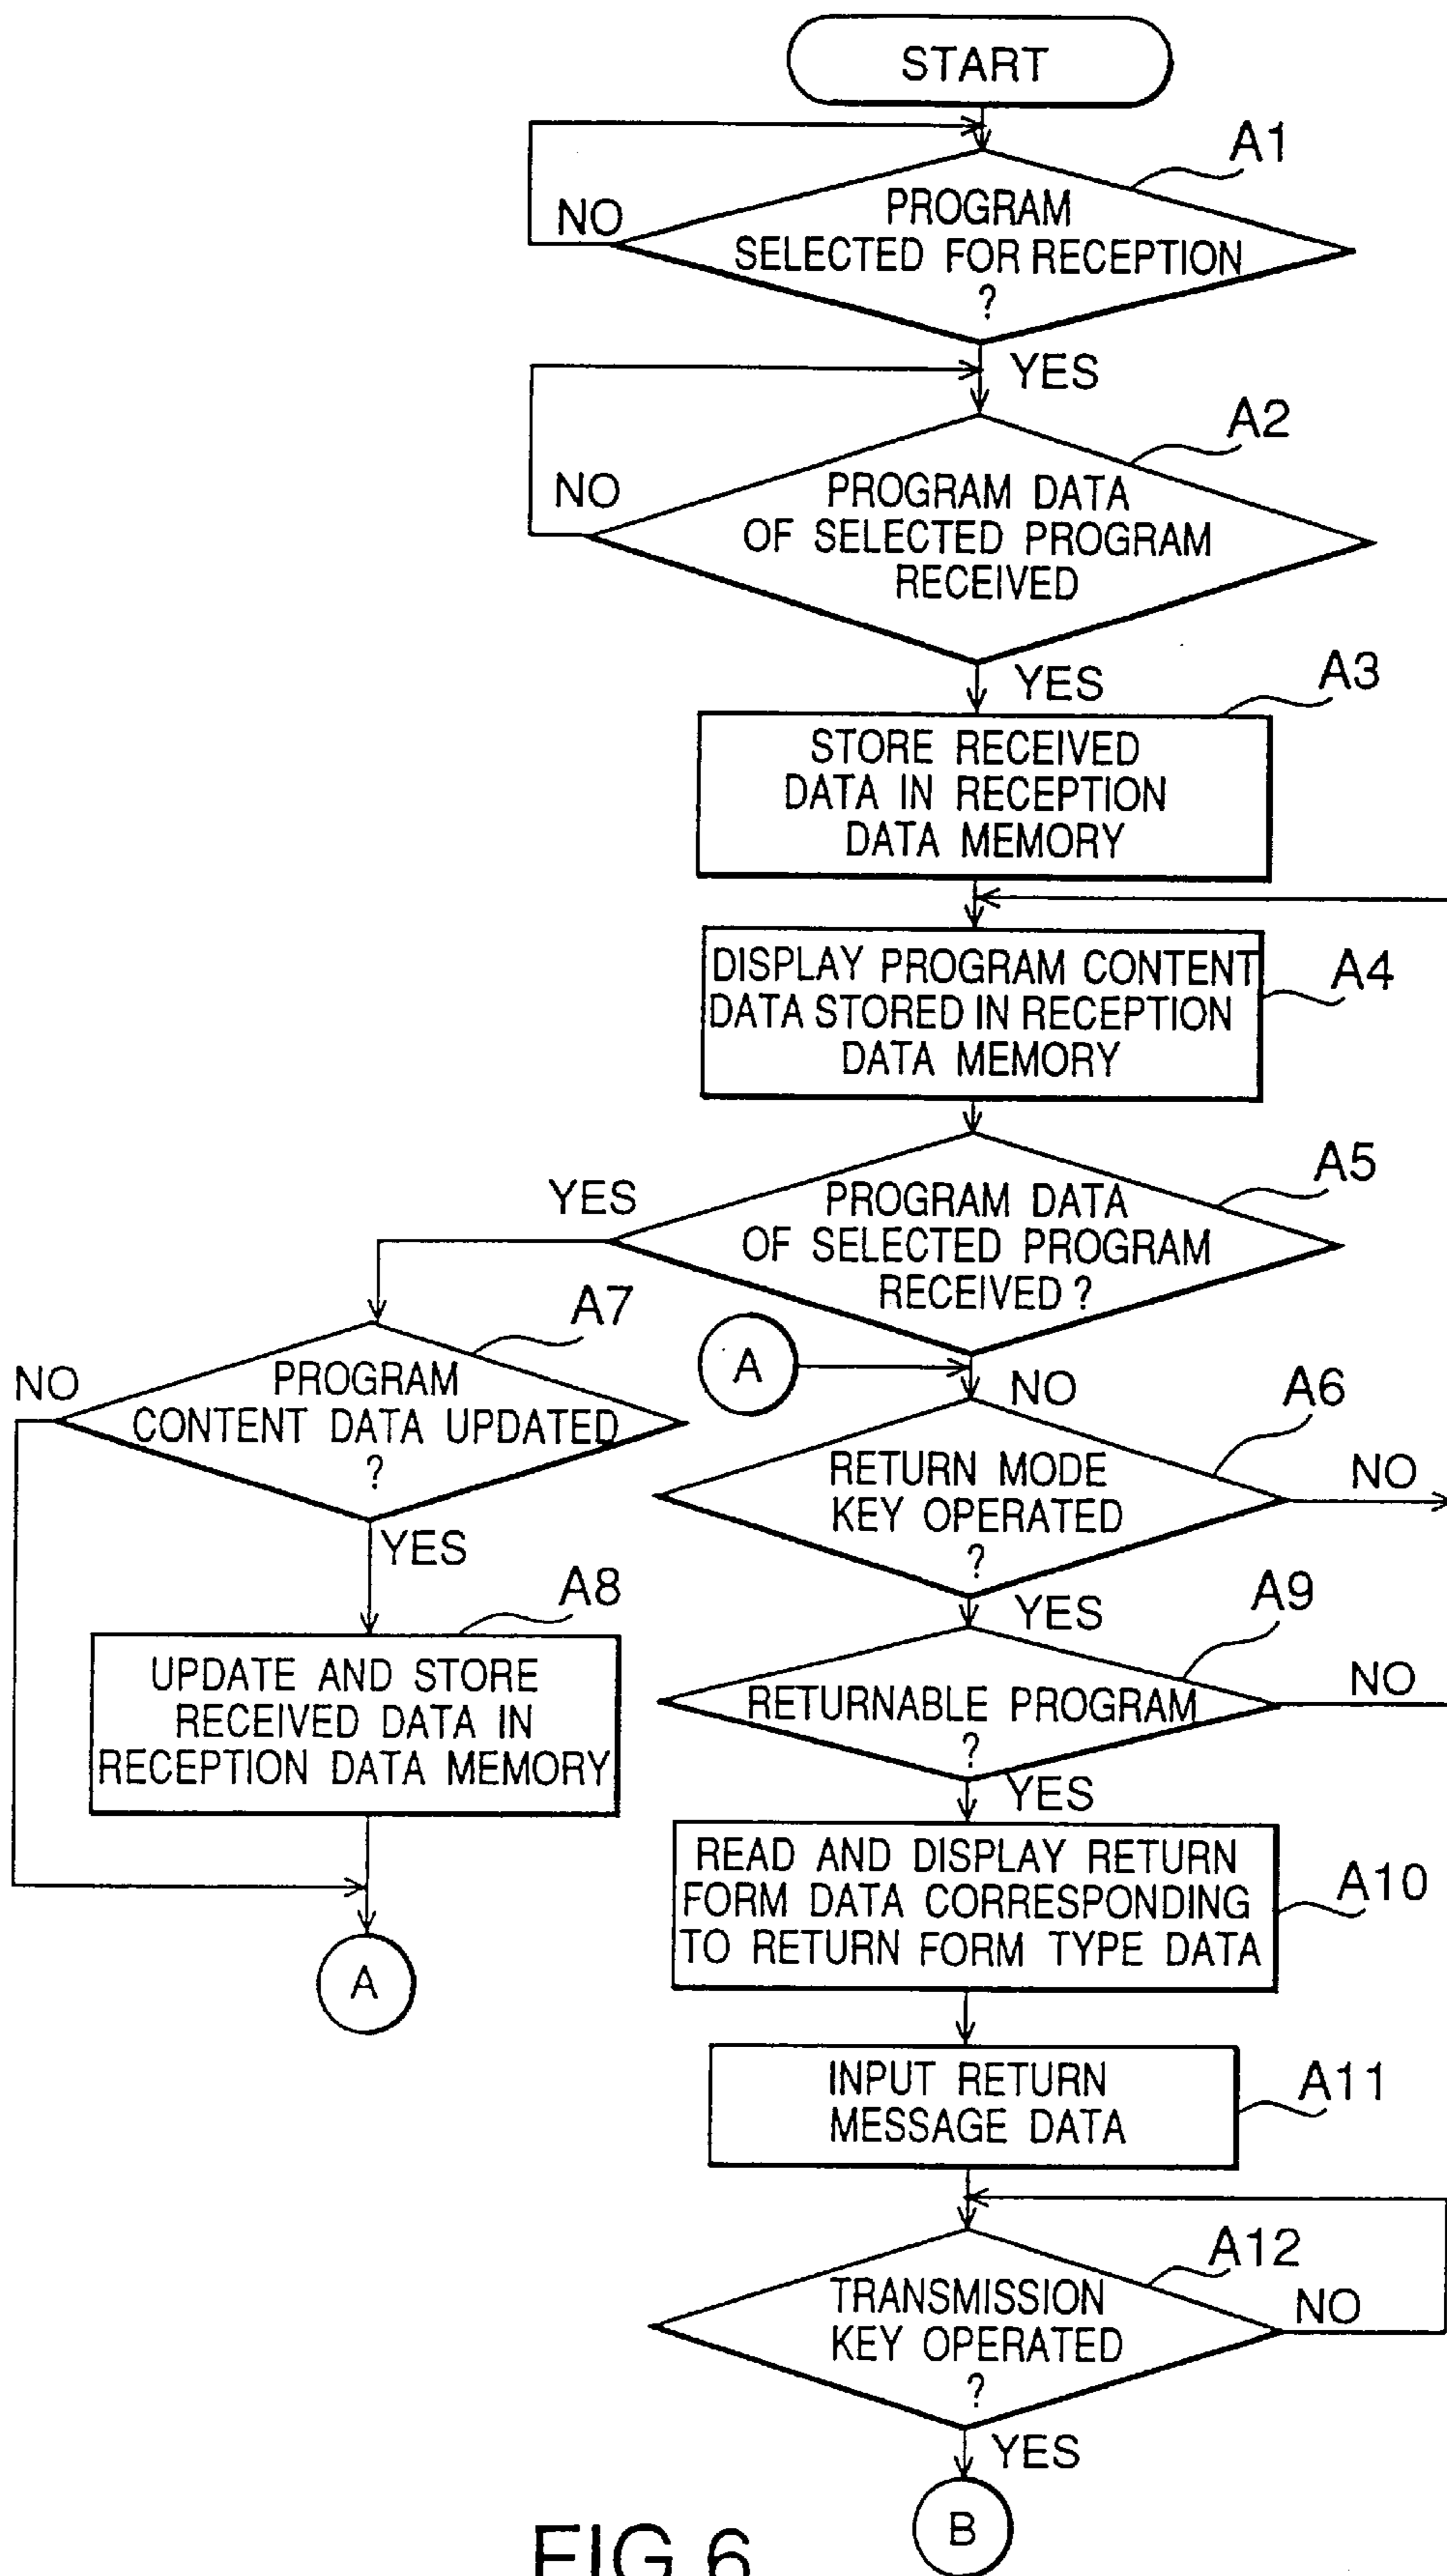 START
A1
NO
PROGRAM
SELECTED FOR RECEPTION
?
YES
A2
NO
PROGRAM DATA
OF SELECTED PROGRAM
RECEIVED
YES
A3
STORE RECEIVED
DATA IN RECEPTION
DATA MEMORY
DISPLAY PROGRAM CONTENT
DATA STORED IN RECEPTION
DATA MEMORY
A4
A5
YES
PROGRAM DATA
OF SELECTED PROGRAM
RECEIVED ?
A7
NO
PROGRAM
CONTENT DATA UPDATED
?
YES
A8
UPDATE AND STORE
RECEIVED DATA IN
RECEPTION DATA MEMORY
A
A
NO
A6
RETURN MODE
KEY OPERATED
?
NO
YES
A9
RETURNABLE PROGRAM
?
NO
YES
READ AND DISPLAY RETURN
FORM DATA CORRESPONDING
TO RETURN FORM TYPE DATA
A10
INPUT RETURN
MESSAGE DATA
A11
A12
TRANSMISSION
KEY OPERATED
?
NO
YES
B
FIG.6